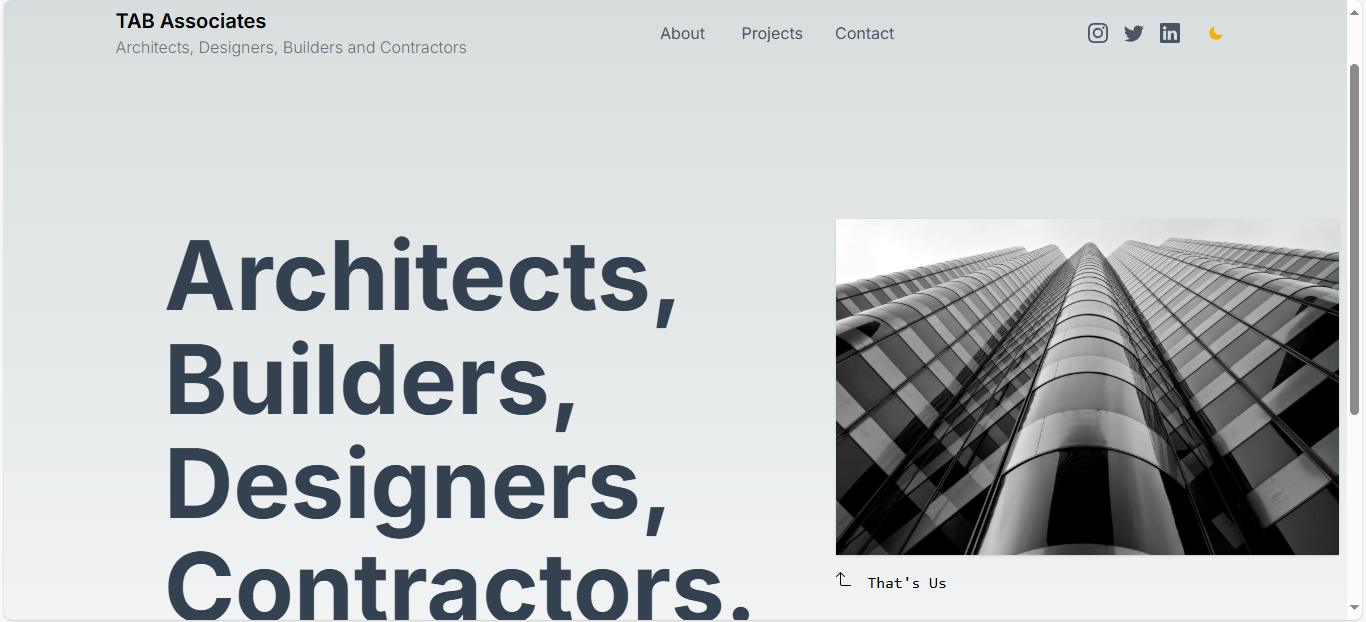 TAB Associates
Architects, Designers, Builders and Contractors
About Projects Contact
Architects,
Builders,
Designers,
Contractors.
That's Us